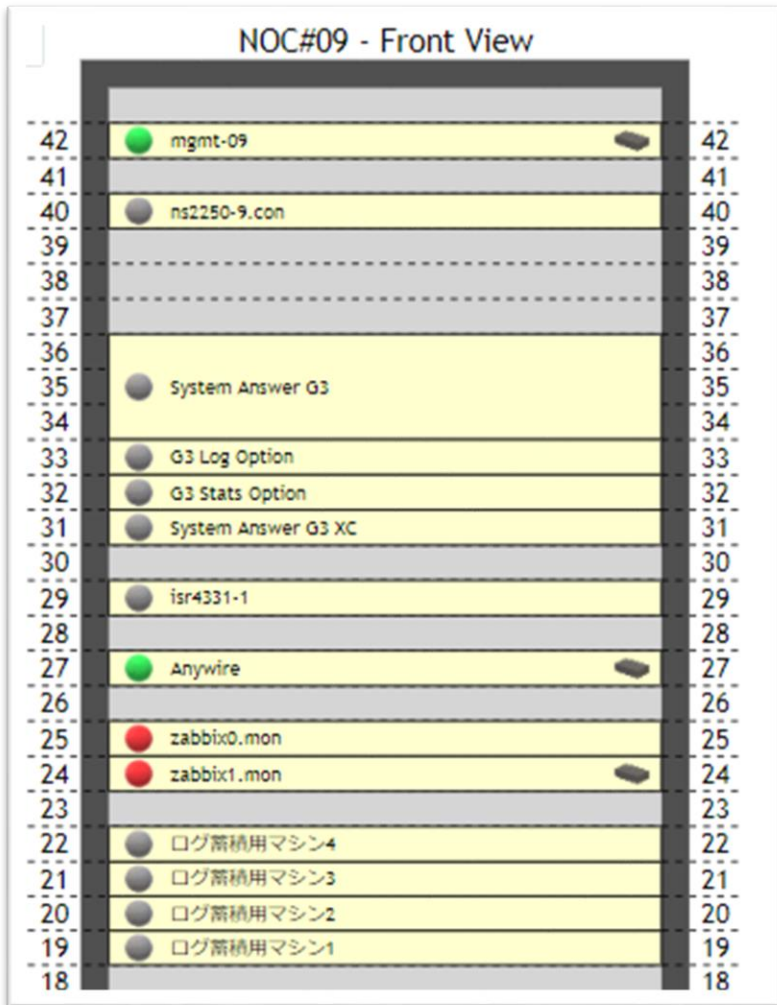 NOC#09 - Front View
42 mgmt-09 42
41 41
40 ns2250-9.con 40
39 39
38 38
37 37
36 36
35 System Answer G3 35
34 34
33 G3 Log Option 33
32 G3 Stats Option 32
31 System Answer G3 XC 31
30 30
29 isr4331-1 29
28 28
27 Anywire 27
26 26
25 zabbix0.mon 25
24 zabbix1.mon 24
23 23
22 ログ蓄積用マシン4 22
21 ログ蓄積用マシン3 21
20 ログ蓄積用マシン2 20
19 ログ蓄積用マシン1 19
18 18